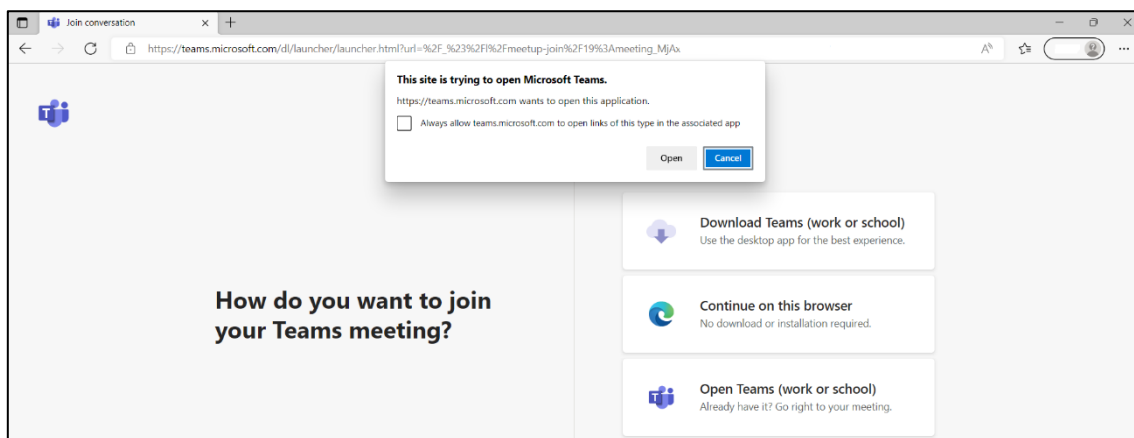 Join conversation
https://teams.microsoft.com/dl/launcher/launcher.html?url=%2F_%23%2Fl%2Fmeetup-join%2F19%3Ameeting_MjAx
This site is trying to open Microsoft Teams.
https://teams.microsoft.com wants to open this application.
Always allow teams.microsoft.com to open links of this type in the associated app
Open
Cancel
How do you want to join
your Teams meeting?
Download Teams (work or school)
Use the desktop app for the best experience.
Continue on this browser
No download or installation required.
Open Teams (work or school)
Already have it? Go right to your meeting.